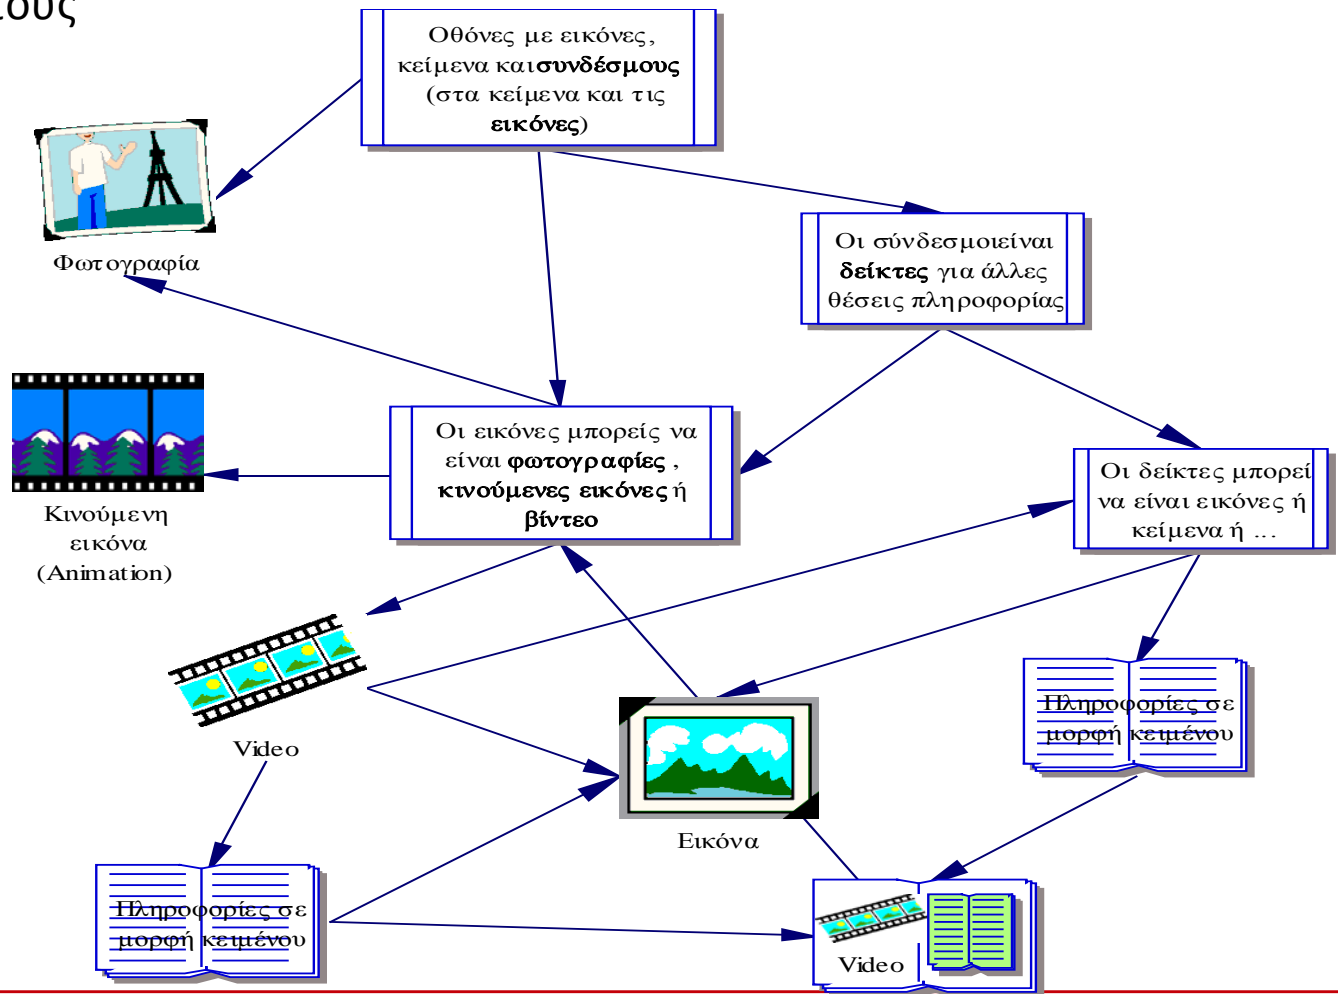 Οθόνες με εικόνες,
κείμενα και συνδέσμους
(στα κείμενα και τις
εικόνες)
Φωτογραφία
Οι σύνδεσμοι είναι
δείκτες για άλλες
θέσεις πληροφορίας
Οι εικόνες μπορείς να
είναι φωτογραφίες ,
κινούμενες εικόνες ή
βίντεο
Οι δείκτες μπορεί
να είναι εικόνες ή
κείμενα ή ...
Κινούμενη
εικόνα
(Animation)
Video
Πληροφορίες σε
μορφή κειμένου
Εικόνα
Πληροφορίες σε
μορφή κειμένου
Video